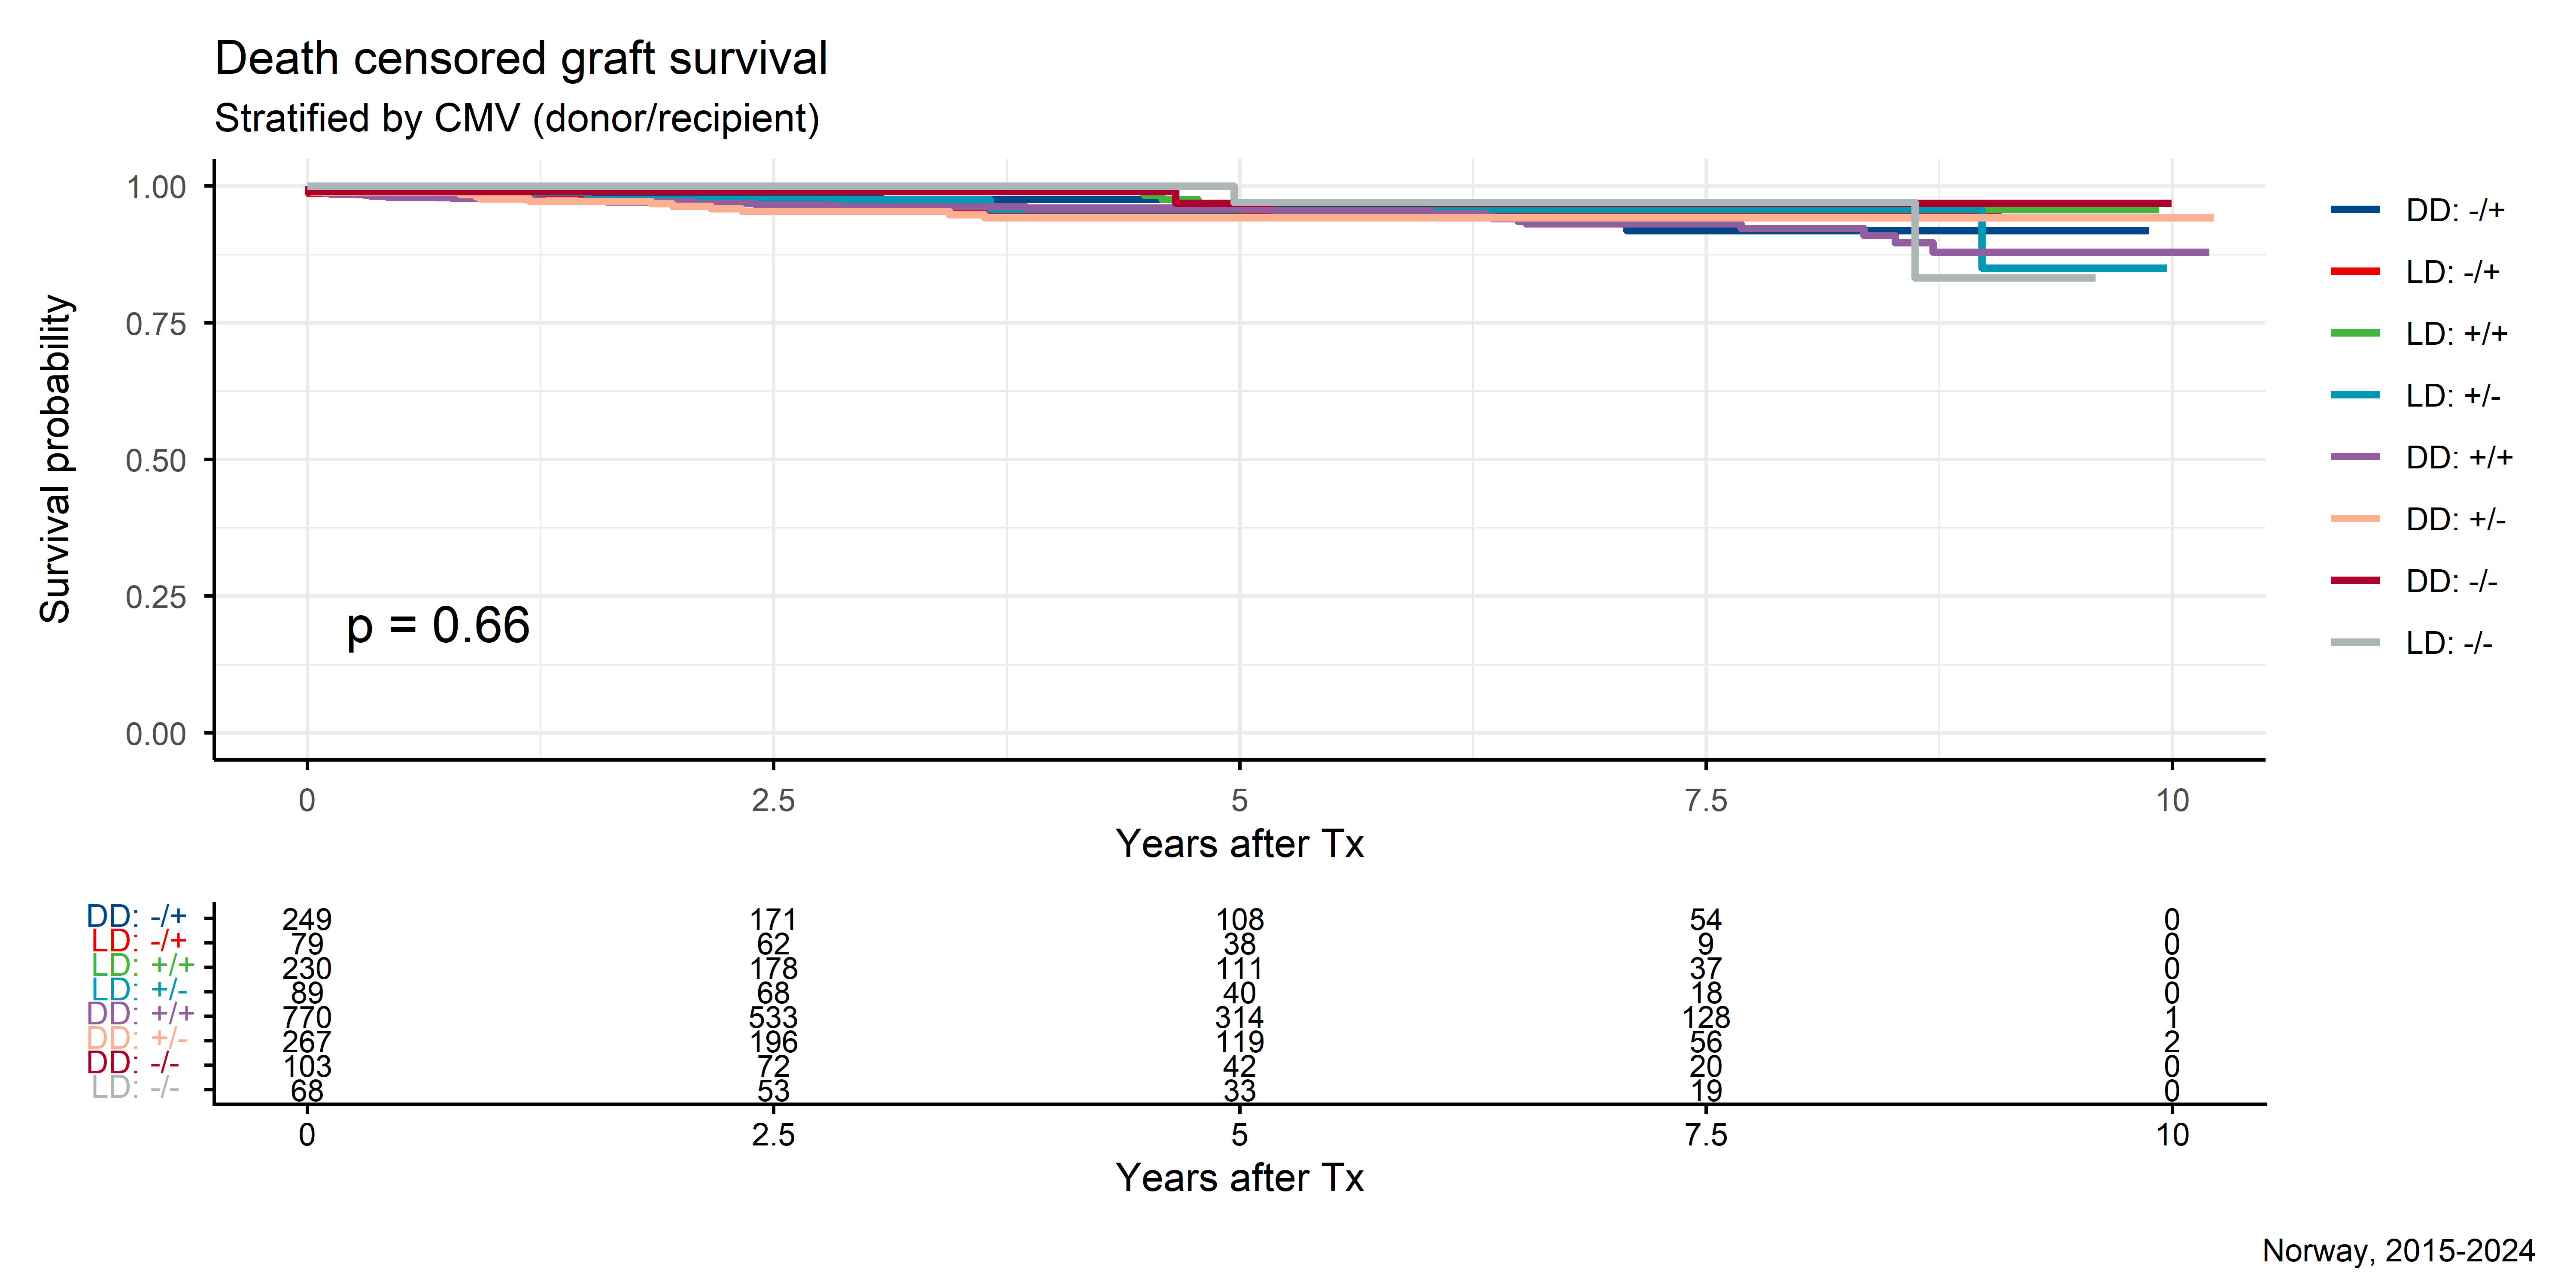 Death censored graft survival
Stratified by CMV (donor/recipient)
1.00
0.75
0.50
0.25
0.00
Survival probability
p = 0.66
0 2.5 5 7.5 10
Years after Tx
DD: -/+
LD: -/+
LD: +/+
LD: +/-
DD: +/+
DD: +/-
DD: -/-
LD: -/-
DD: -/+ 249 171 108 54 0
LD: -/+ 79 62 38 9 0
LD: +/+ 230 178 111 37 0
LD: +/- 89 68 40 18 0
DD: +/+ 770 533 314 128 1
DD: +/- 267 196 119 56 2
DD: -/- 103 72 42 20 0
LD: -/- 68 53 33 19 0
0 2.5 5 7.5 10
Years after Tx
Norway, 2015-2024